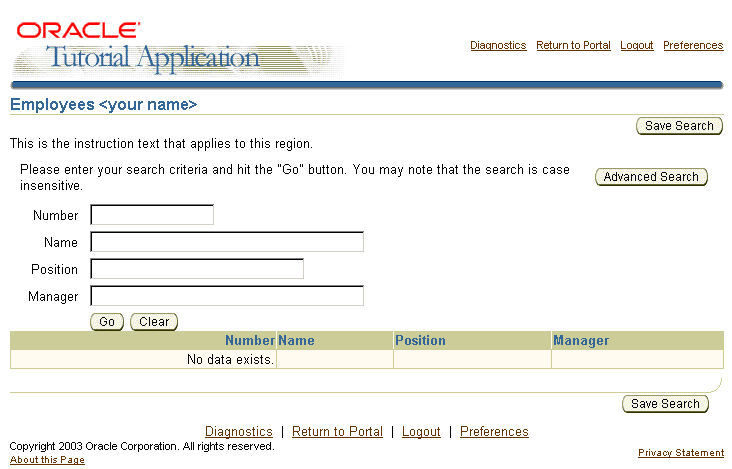 ORACLE
Tutorial Application
Diagnostics Return to Portal Logout Preferences
Employees <your name>
Save Search
This is the instruction text that applies to this region.
Please enter your search criteria and hit the "Go" button. You may note that the search is case
insensitive.
Advanced Search
Number
Name
Position
Manager
Go Clear
Number Name Position Manager
No data exists.
Save Search
Diagnostics | Return to Portal | Logout | Preferences
Copyright 2003 Oracle Corporation. All rights reserved.
About this Page
Privacy Statement